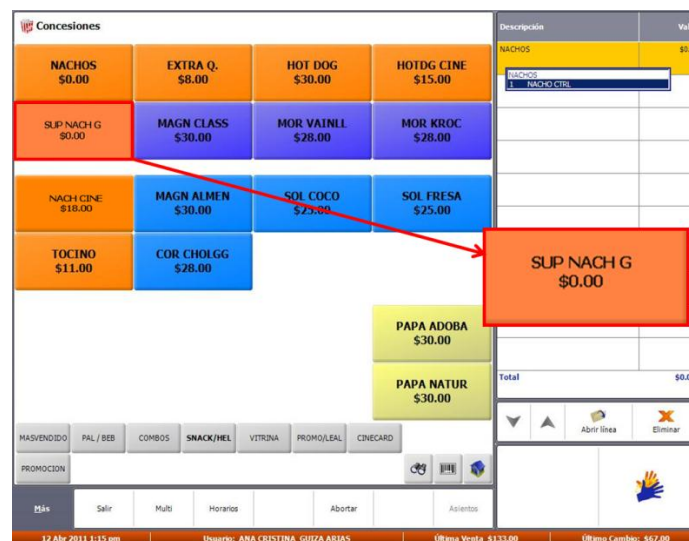 Concesiones
NACHOS
$0.00
EXTRA Q.
$8.00
HOT DOG
$30.00
HOTDG CINE
$15.00
SUP NACH G
$0.00
MAGN CLASS
$30.00
MOR VAINLL
$28.00
MOR KROC
$28.00
NACH CINE
$18.00
MAGN ALMEN
$30.00
SOL COCO
$25.00
SOL FRESA
$25.00
TOCINO
$11.00
COR CHOLGG
$28.00
PAPA ADOBA
$30.00
PAPA NATUR
$30.00
MASVENDIDO PAL / BEB COMBOS SNACK/HEL VITRINA PROMO/LEAL CINECARD
PROMOCION
Más Salir Multi Horarios Abortar Asientos
Descripción Val
NACHOS $0.
NACHOS
1 NACHO CTRL
SUP NACH G
$0.00
Total $0.0
Abrir línea Eliminar
12 Abr 2011 1:15 pm Usuario: ANA CRISTINA GUIZA ARIAS Última Venta $133.00 Último Cambio: $67.00